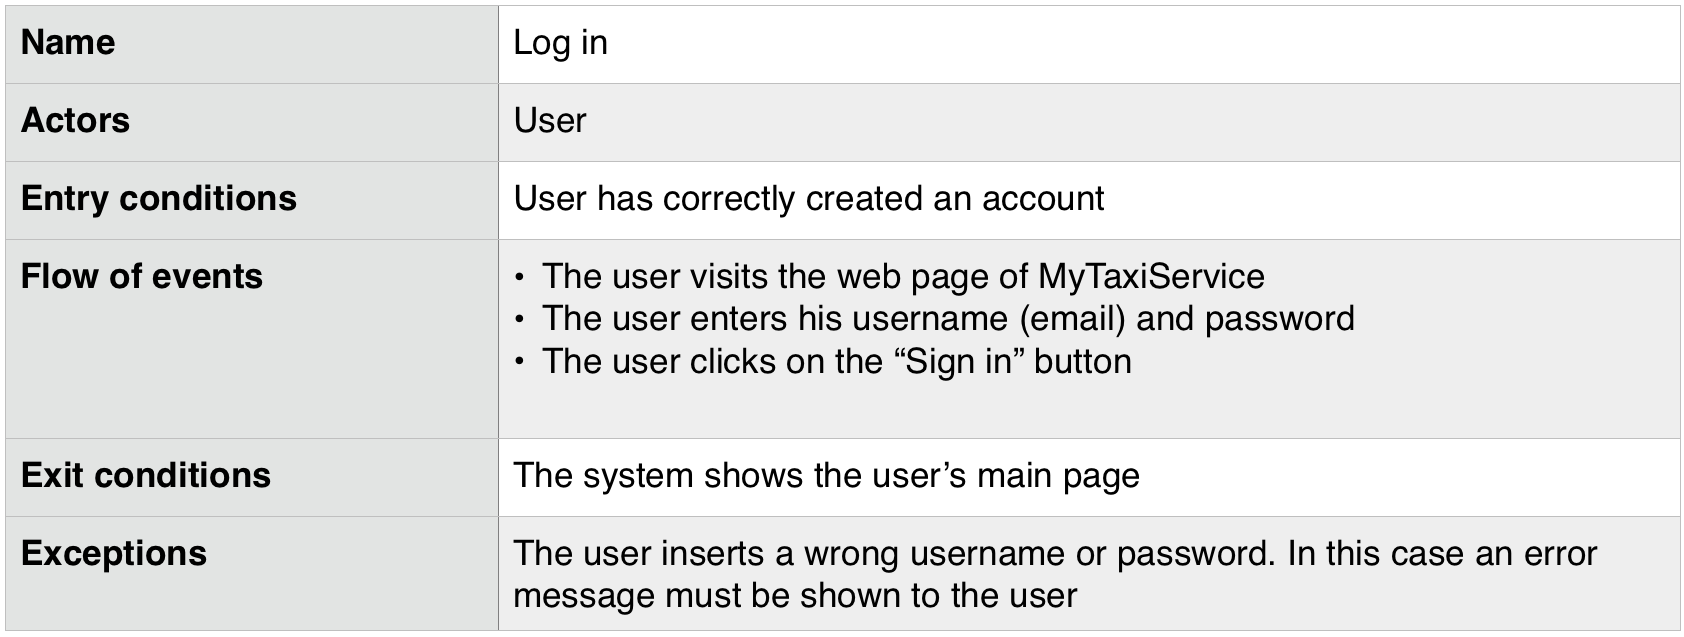 Name Log in
Actors User
Entry conditions User has correctly created an account
Flow of events • The user visits the web page of MyTaxiService
• The user enters his username (email) and password
• The user clicks on the “Sign in” button
Exit conditions The system shows the user’s main page
Exceptions The user inserts a wrong username or password. In this case an error
message must be shown to the user